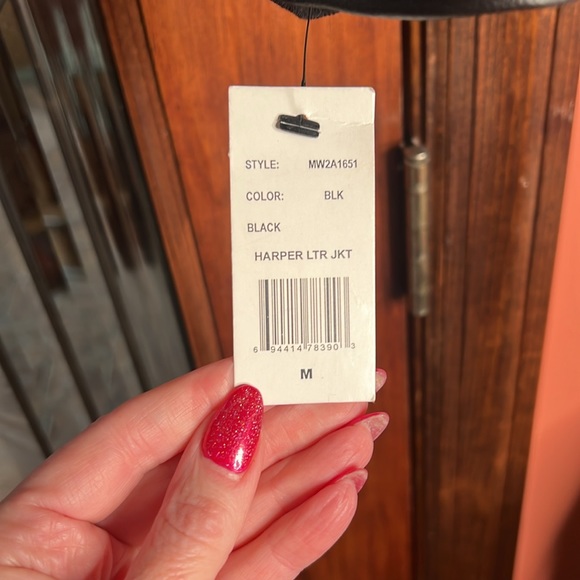 STYLE: MW2A1651
COLOR: BLK
BLACK
HARPER LTR JKT
6 94414 78390 3
M